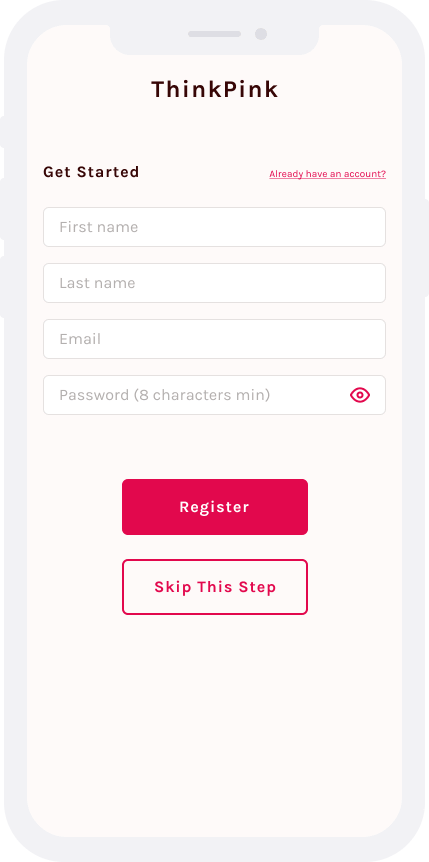 ThinkPink
Get Started
Already have an account?
First name
Last name
Email
Password (8 characters min)
Register
Skip This Step